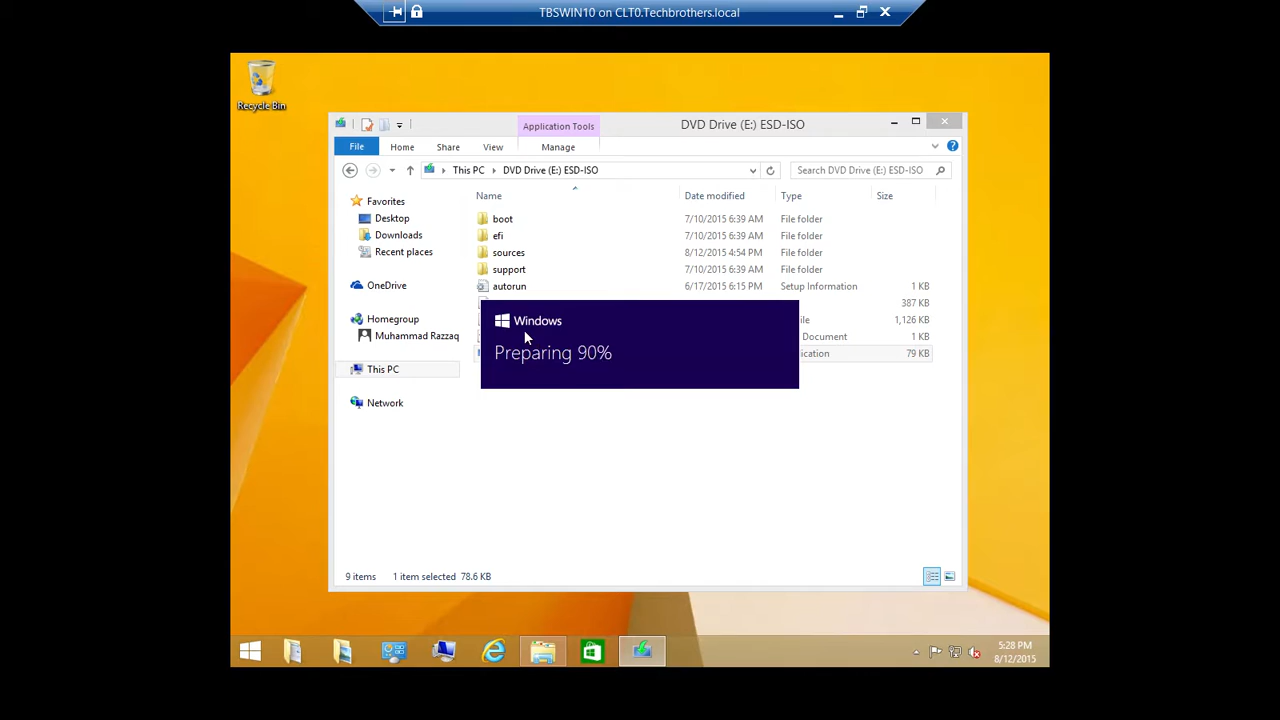 TBSWIN10 on CLT0.Techbrothers.local
Recycle Bin
Application Tools
DVD Drive (E:) ESD-ISO
File Home Share View Manage
This PC DVD Drive (E:) ESD-ISO Search DVD Drive (E:) ESD-ISO
Name Date modified Type Size
Favorites
Desktop
Downloads
Recent places
OneDrive
Homegroup
Muhammad Razzaq
This PC
Network
boot 7/10/2015 6:39 AM File folder
efi 7/10/2015 6:39 AM File folder
sources 8/12/2015 4:54 PM File folder
support 7/10/2015 6:39 AM File folder
autorun 6/17/2015 6:15 PM Setup Information 1 KB
387 KB
ile 1,126 KB
Document 1 KB
ication 79 KB
Windows
Preparing 90%
9 items 1 item selected 78.6 KB
5:28 PM
8/12/2015